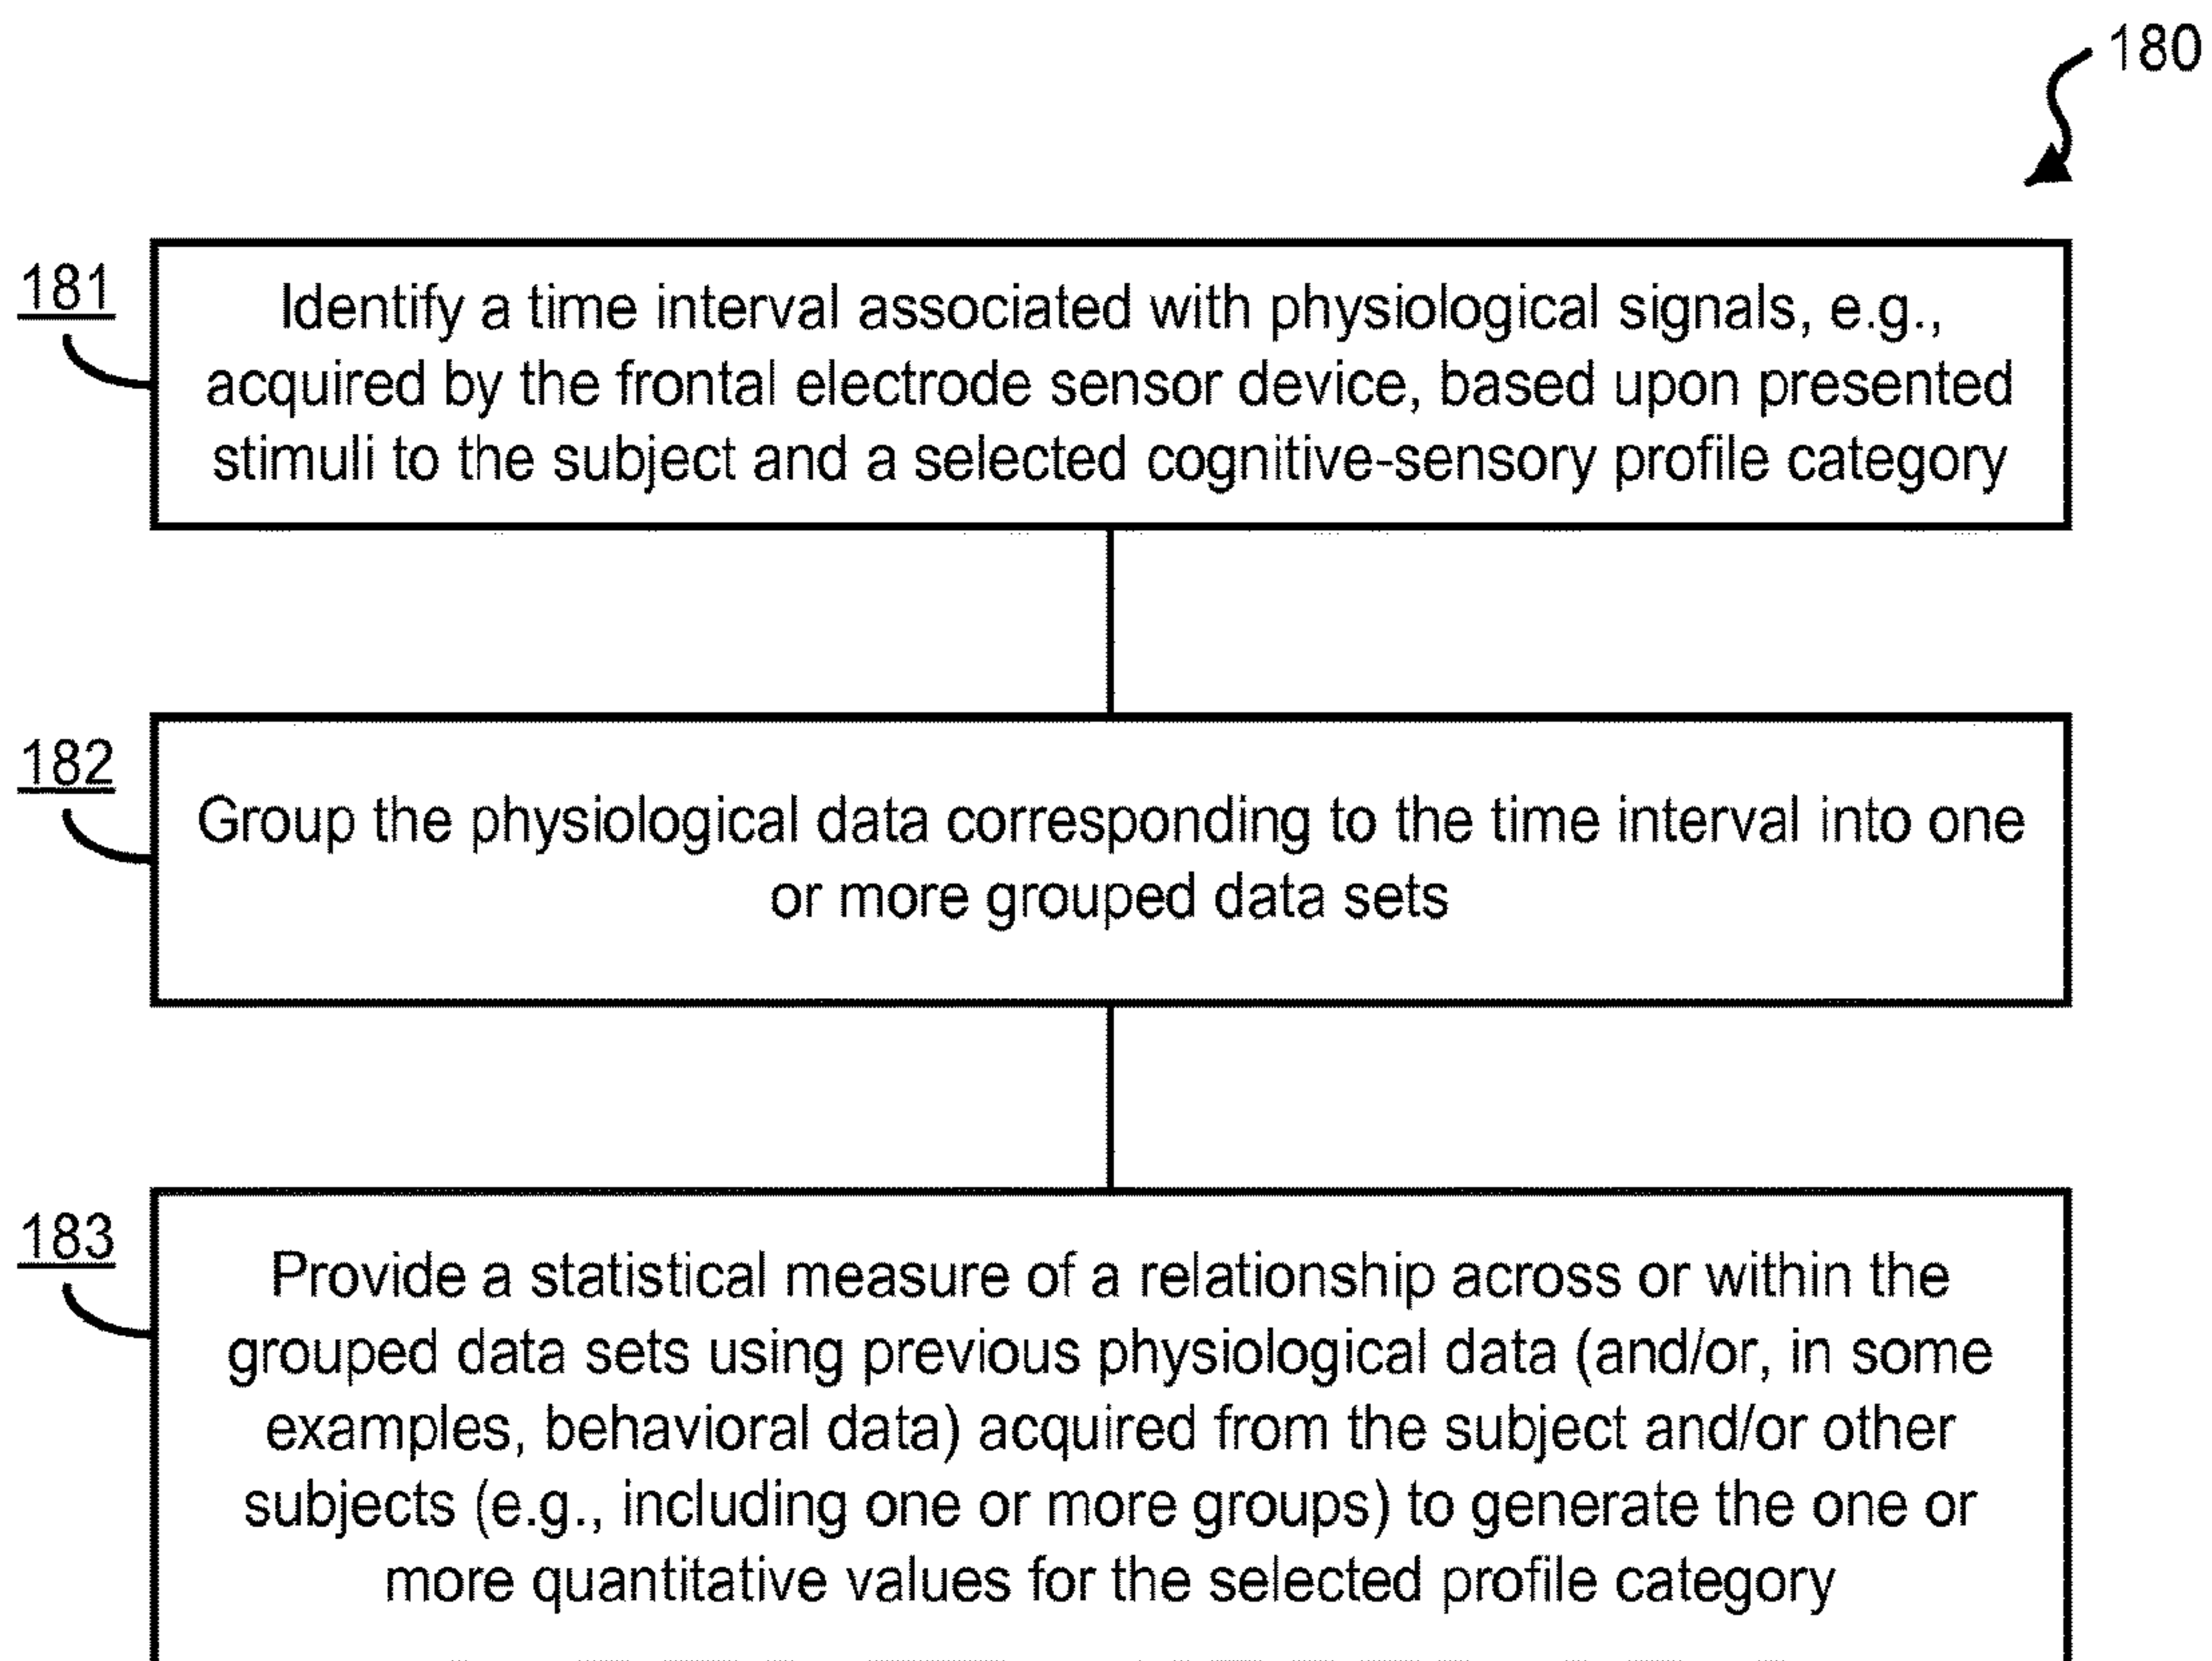 180
181
Identify a time interval associated with physiological signals, e.g.,
acquired by the frontal electrode sensor device, based upon presented
stimuli to the subject and a selected cognitive-sensory profile category
182
Group the physiological data corresponding to the time interval into one
or more grouped data sets
183
Provide a statistical measure of a relationship across or within the
grouped data sets using previous physiological data (and/or, in some
examples, behavioral data) acquired from the subject and/or other
subjects (e.g., including one or more groups) to generate the one or
more quantitative values for the selected profile category